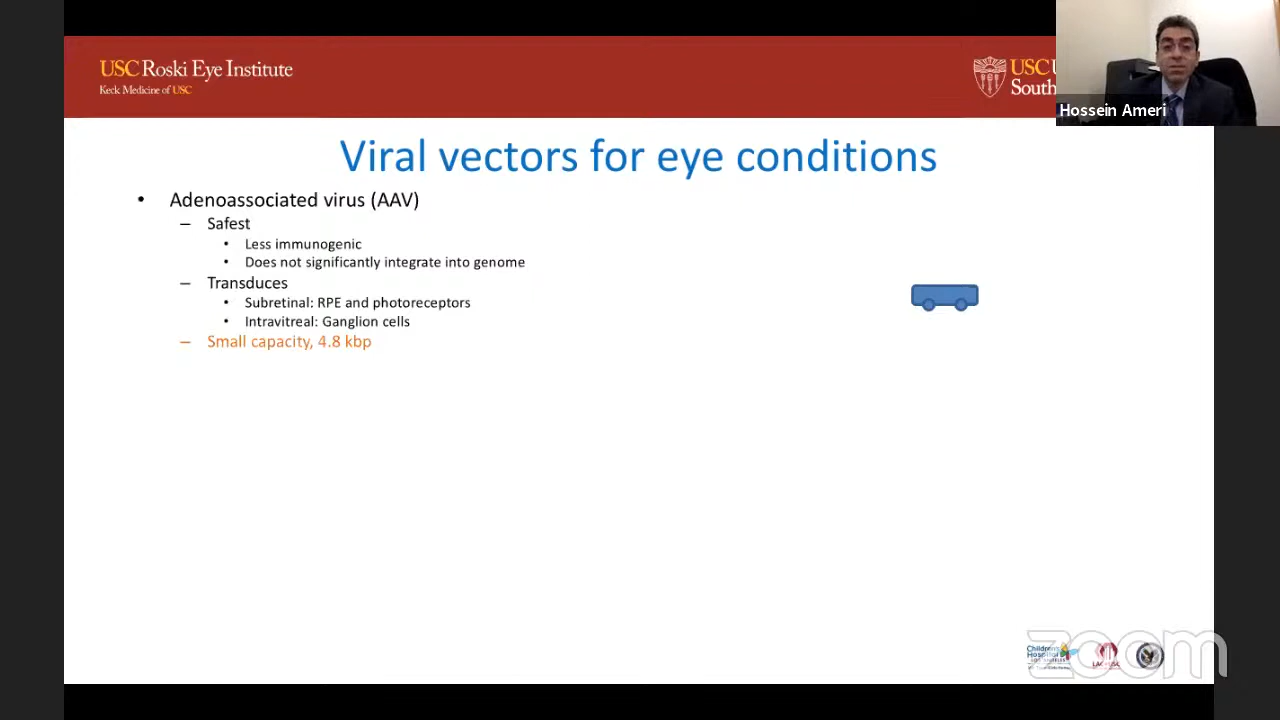 USC Roski Eye Institute
Keck Medicine of USC
USC
South
Hossein Ameri
Viral vectors for eye conditions
• Adenoassociated virus (AAV)
– Safest
• Less immunogenic
• Does not significantly integrate into genome
– Transduces
• Subretinal: RPE and photoreceptors
• Intravitreal: Ganglion cells
– Small capacity, 4.8 kbp
Children's
Hospital
zoom